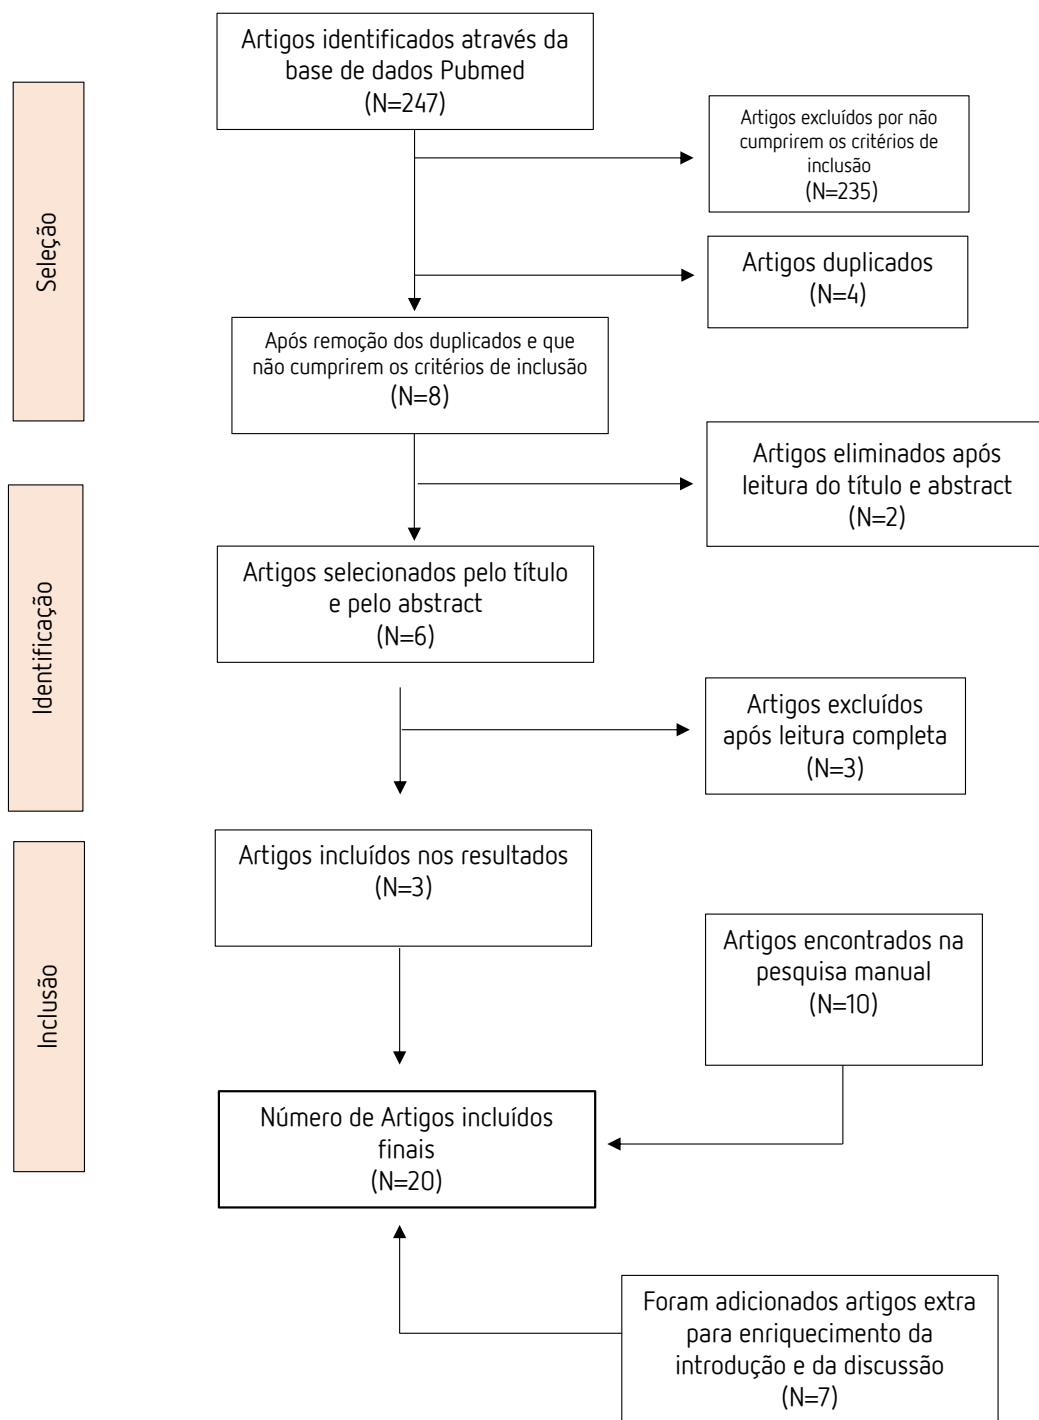 Artigos identificados através da
base de dados Pubmed
(N=247)
Artigos excluídos por não
cumprirem os critérios de
inclusão
(N=235)
Seleção
Artigos duplicados
(N=4)
Após remoção dos duplicados e que
não cumprirem os critérios de inclusão
(N=8)
Artigos eliminados após
leitura do título e abstract
(N=2)
Identificação
Artigos selecionados pelo título
e pelo abstract
(N=6)
Artigos excluídos
após leitura completa
(N=3)
Artigos incluídos nos resultados
(N=3)
Inclusão
Artigos encontrados na
pesquisa manual
(N=10)
Número de Artigos incluídos
finais
(N=20)
Foram adicionados artigos extra
para enriquecimento da
introdução e da discussão
(N=7)